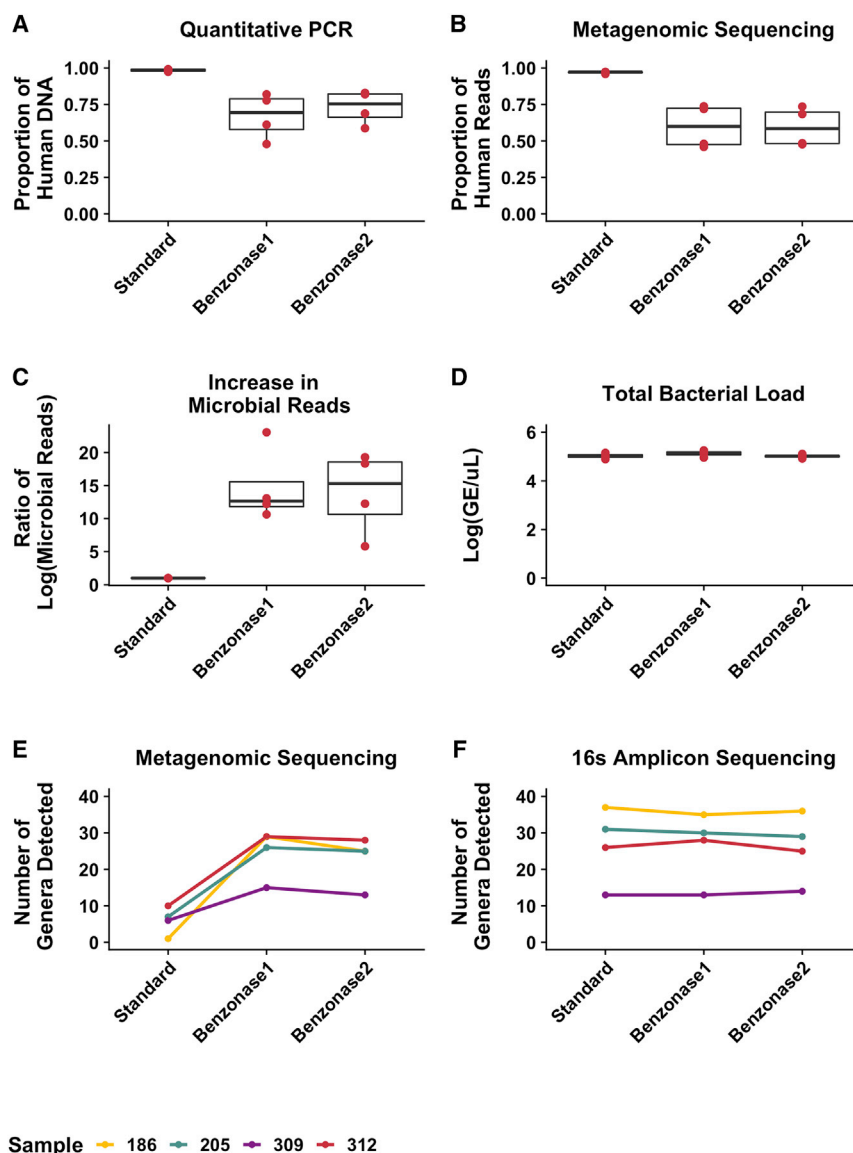 A
Quantitative PCR
Proportion of
Human DNA
1.00
0.75
0.50
0.25
0.00
Standard
Benzonase1
Benzonase2
B
Metagenomic Sequencing
Proportion of
Human Reads
1.00
0.75
0.50
0.25
0.00
Standard
Benzonase1
Benzonase2
C
Increase in
Microbial Reads
Ratio of
Log(Microbial Reads)
20
15
10
5
0
Standard
Benzonase1
Benzonase2
D
Total Bacterial Load
Log(GE/uL)
6
4
2
0
Standard
Benzonase1
Benzonase2
E
Metagenomic Sequencing
Number of
Genera Detected
40
30
20
10
0
Standard
Benzonase1
Benzonase2
F
16s Amplicon Sequencing
Number of
Genera Detected
40
30
20
10
0
Standard
Benzonase1
Benzonase2
Sample 186 205 309 312